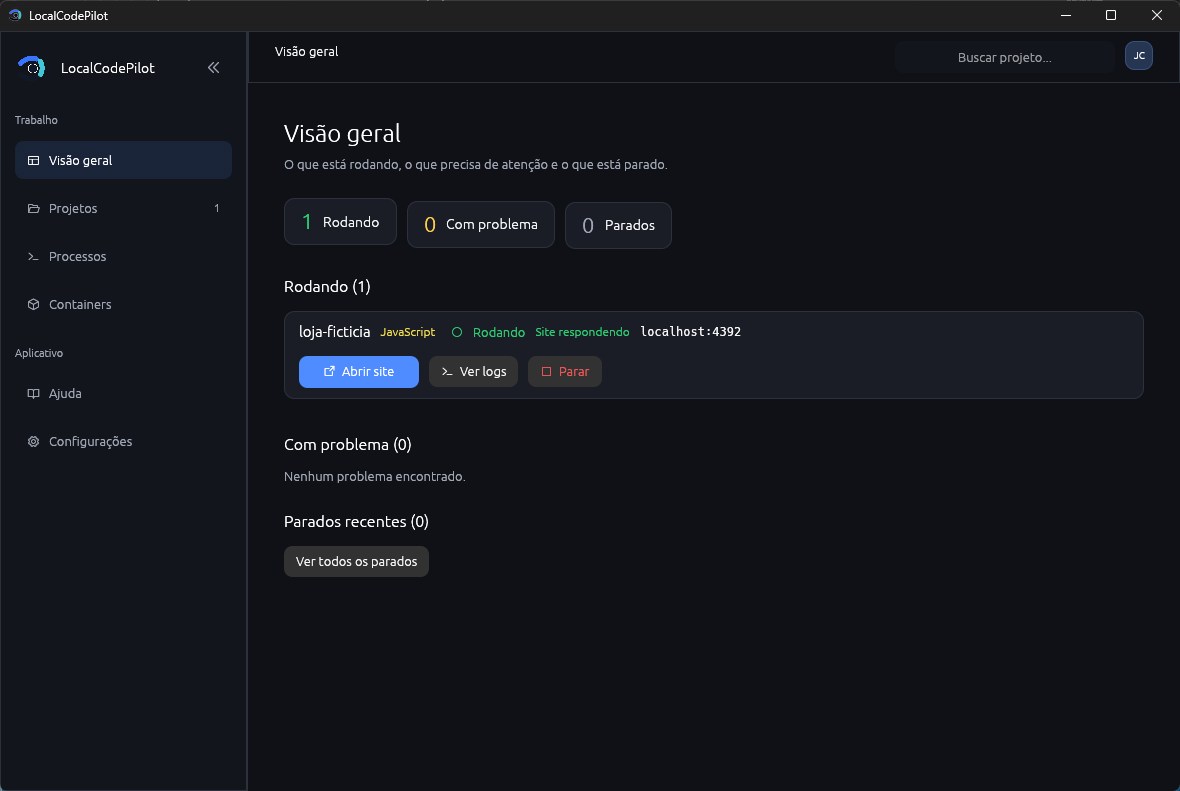 LocalCodePilot
LocalCodePilot
Trabalho
Visão geral
Projetos 1
Processos
Containers
Aplicativo
Ajuda
Configurações
Visão geral
Buscar projeto...
JC
Visão geral
O que está rodando, o que precisa de atenção e o que está parado.
1 Rodando
0 Com problema
0 Parados
Rodando (1)
loja-ficticia JavaScript Rodando Site respondendo localhost:4392
Abrir site
Ver logs
Parar
Com problema (0)
Nenhum problema encontrado.
Parados recentes (0)
Ver todos os parados